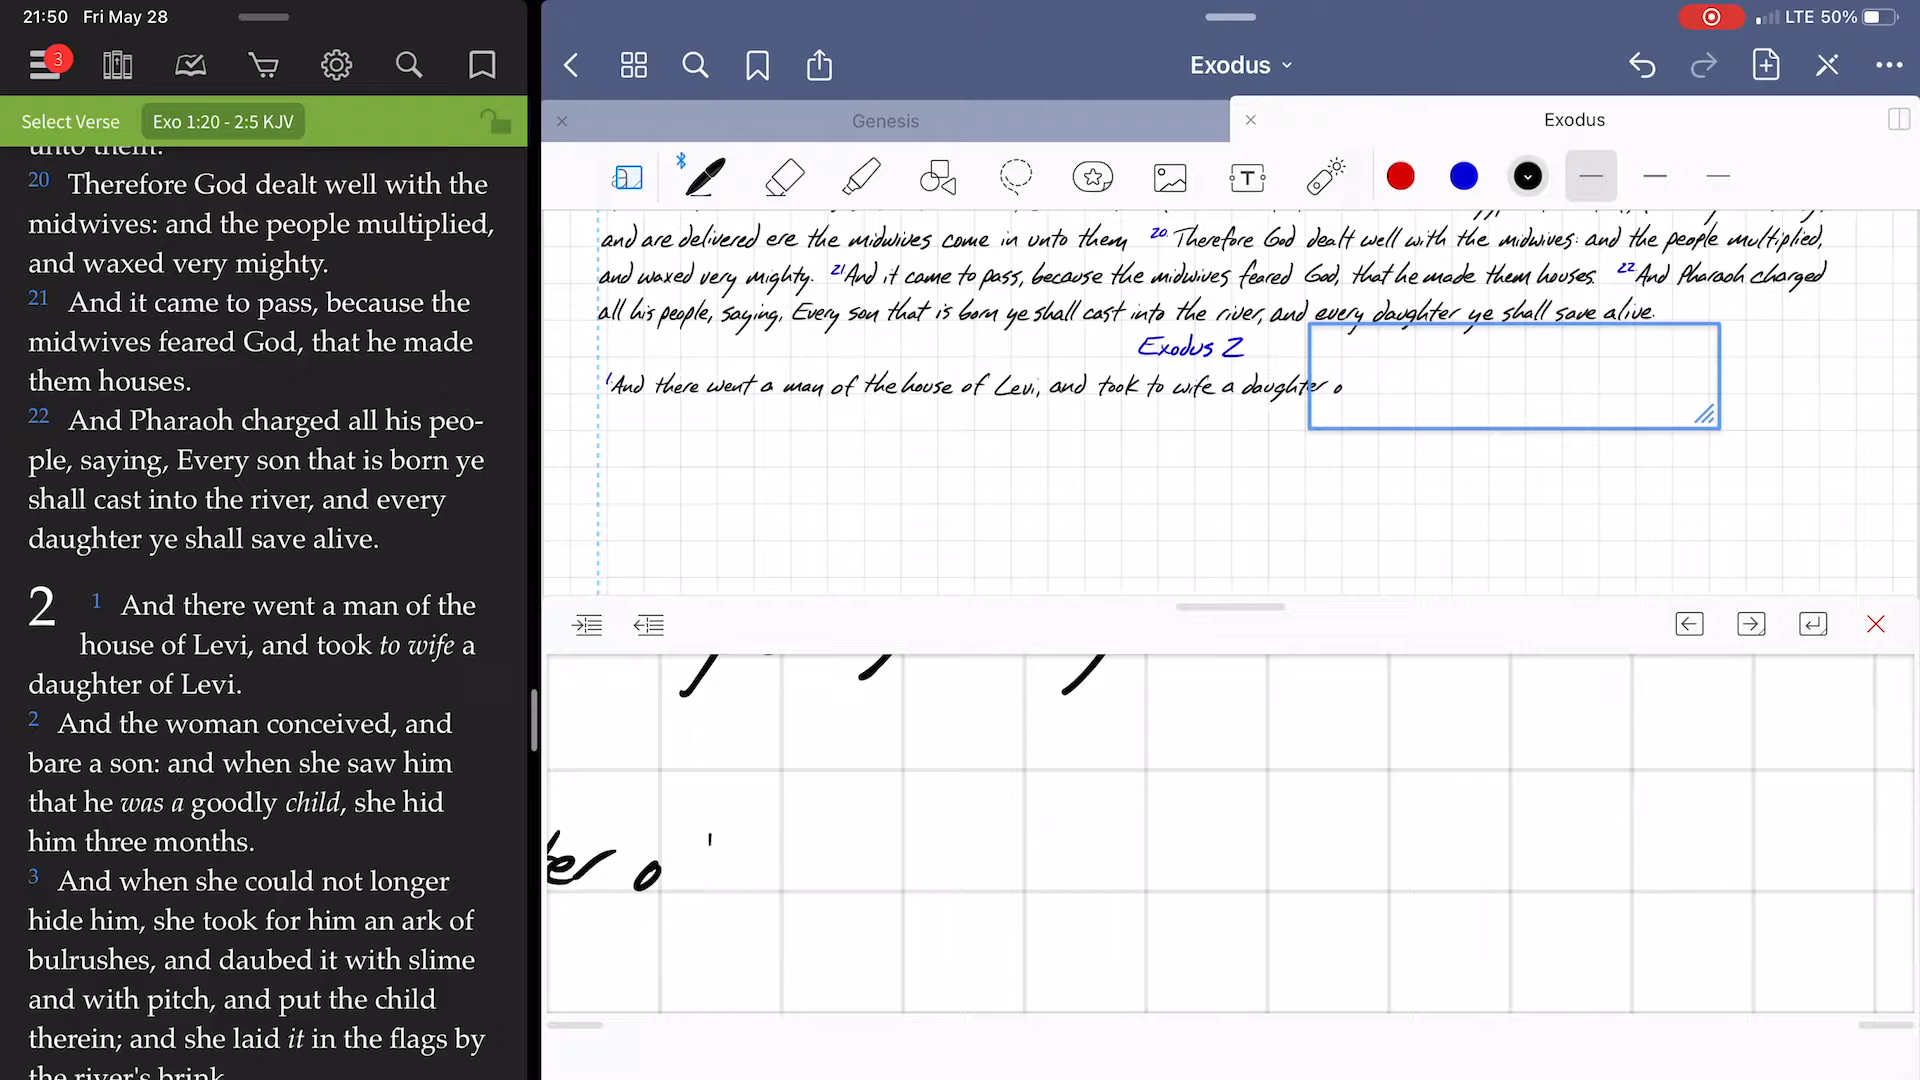 21:50 Fri May 28
3
Select Verse Exo 1:20 - 2:5 KJV
unto them.
20 Therefore God dealt well with the
midwives: and the people multiplied,
and waxed very mighty.
21 And it came to pass, because the
midwives feared God, that he made
them houses.
22 And Pharaoh charged all his peo-
ple, saying, Every son that is born ye
shall cast into the river, and every
daughter ye shall save alive.
2 1 And there went a man of the
house of Levi, and took to wife a
daughter of Levi.
2 And the woman conceived, and
bare a son: and when she saw him
that he was a goodly child, she hid
him three months.
3 And when she could not longer
hide him, she took for him an ark of
bulrushes, and daubed it with slime
and with pitch, and put the child
therein; and she laid it in the flags by
the river's brink.
LTE 50%
Exodus
Genesis
Exodus
T
and are delivered ere the midwives come in unto them 20 Therefore God dealt well with the midwives: and the people multiplied,
and waxed very mighty. 21 And it came to pass, because the midwives feared God, that he made them houses. 22 And Pharaoh charged
all his people, saying, Every son that is born ye shall cast into the river, and every daughter ye shall save alive.
Exodus 2
1 And there went a man of the house of Levi, and took to wife a daughter o
ter o '